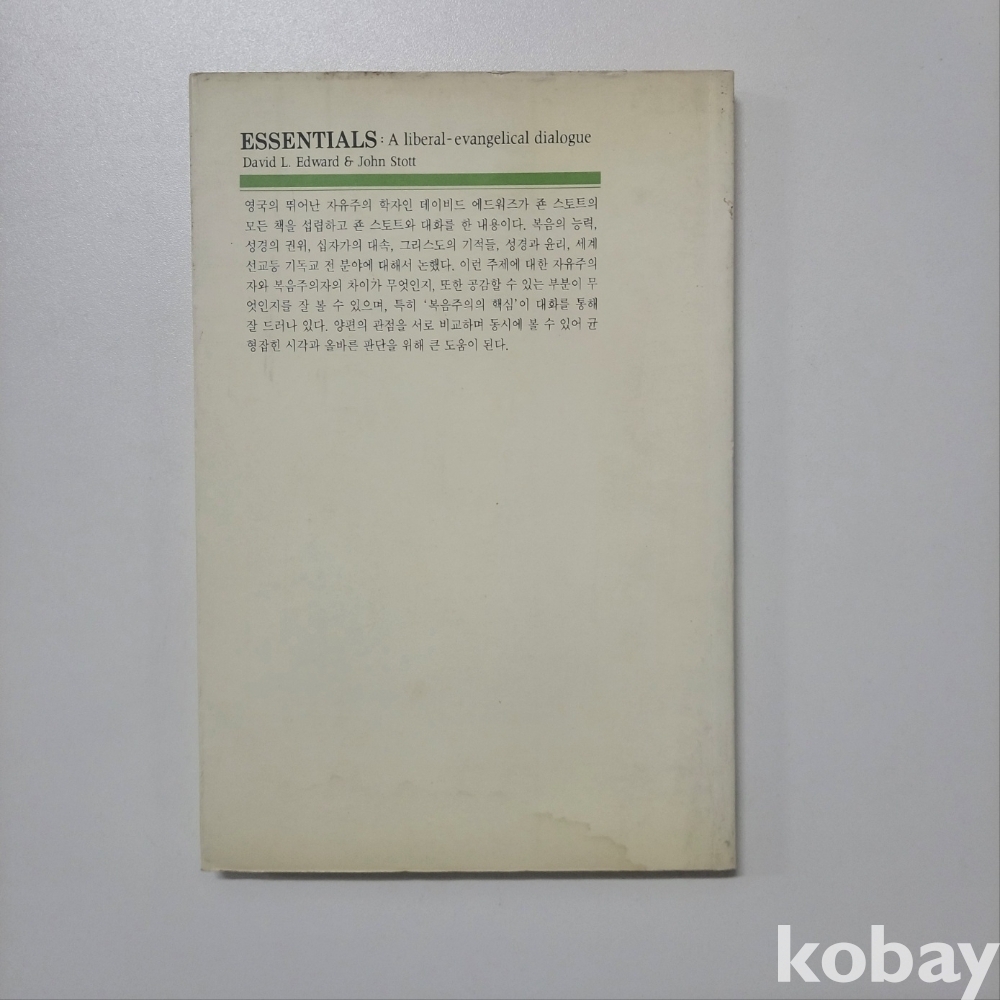 ESSENTIALS: A liberal-evangelical dialogue
David L. Edward & John Stott
영국의 뛰어난 자유주의 학자인 데이비드 에드워즈가 죤 스토트의
모든 책을 섭렵하고 죤 스토트와 대화를 한 내용이다. 복음의 능력,
성경의 권위, 십자가의 대속, 그리스도의 기적들, 성경과 윤리, 세계
선교등 기독교 전 분야에 대해서 논했다. 이런 주제에 대한 자유주의
자와 복음주의자의 차이가 무엇인지, 또한 공감할 수 있는 부분이 무
엇인지를 잘 볼 수 있으며, 특히 '복음주의의 핵심'이 대화를 통해
잘 드러나 있다. 양편의 관점을 서로 비교하며 동시에 볼 수 있어 균
형잡힌 시각과 올바른 판단을 위해 큰 도움이 된다.
kobay